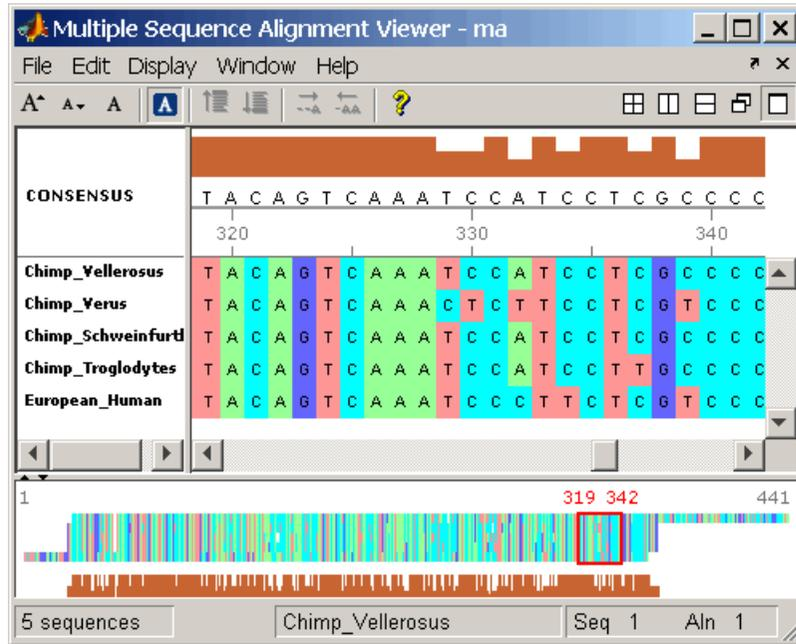 Multiple Sequence Alignment Viewer - ma
File Edit Display Window Help
A A A A
CONSENSUS T A C A G T C A A A T C C A T C C T C G C C C C
320 330 340
Chimp_Vellerosus T A C A G T C A A A T C C A T C C T C G C C C C
Chimp_Verus T A C A G T C A A A C T C T T C C T C G T C C C
Chimp_Schweinfurtl T A C A G T C A A A T C C A T C C T C G C C C C
Chimp_Troglodytes T A C A G T C A A A T C C A T C C T T G C C C C
European_Human T A C A G T C A A A T C C C T T C T C G T C C C
1 319 342 441
5 sequences Chimp_Vellerosus Seq 1 Aln 1